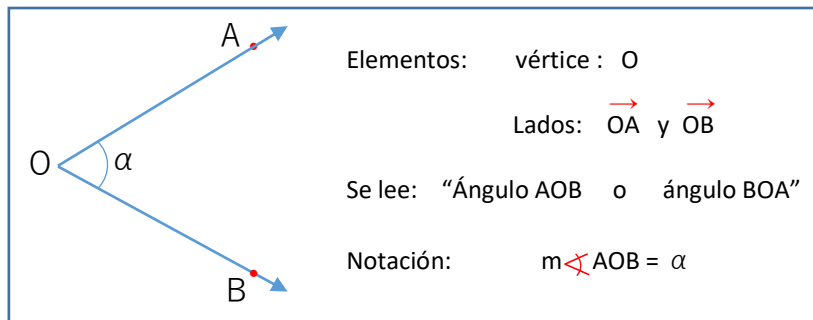 A
O
α
B
Elementos: vértice : O
Lados: OA y OB
Se lee: “Ángulo AOB o ángulo BOA”
Notación: m∢ AOB = α